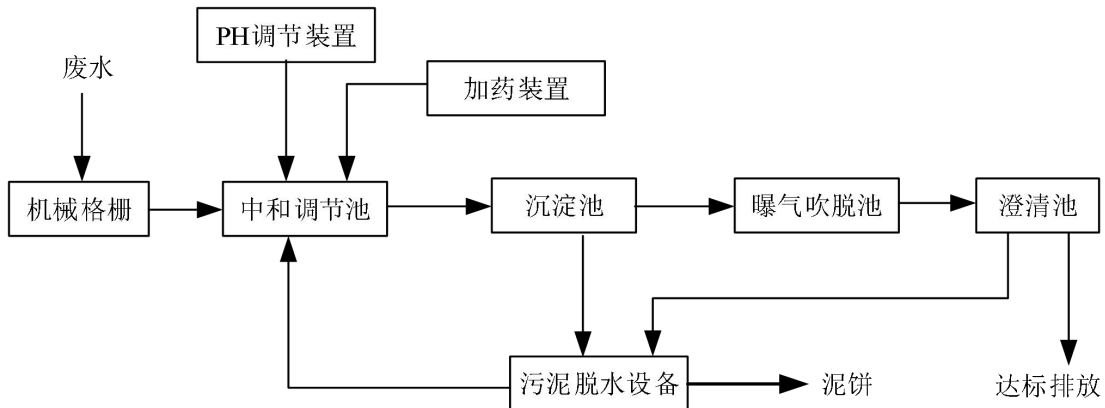 PH调节装置
废水
加药装置
机械格栅
中和调节池
沉淀池
曝气吹脱池
澄清池
污泥脱水设备
泥饼
达标排放